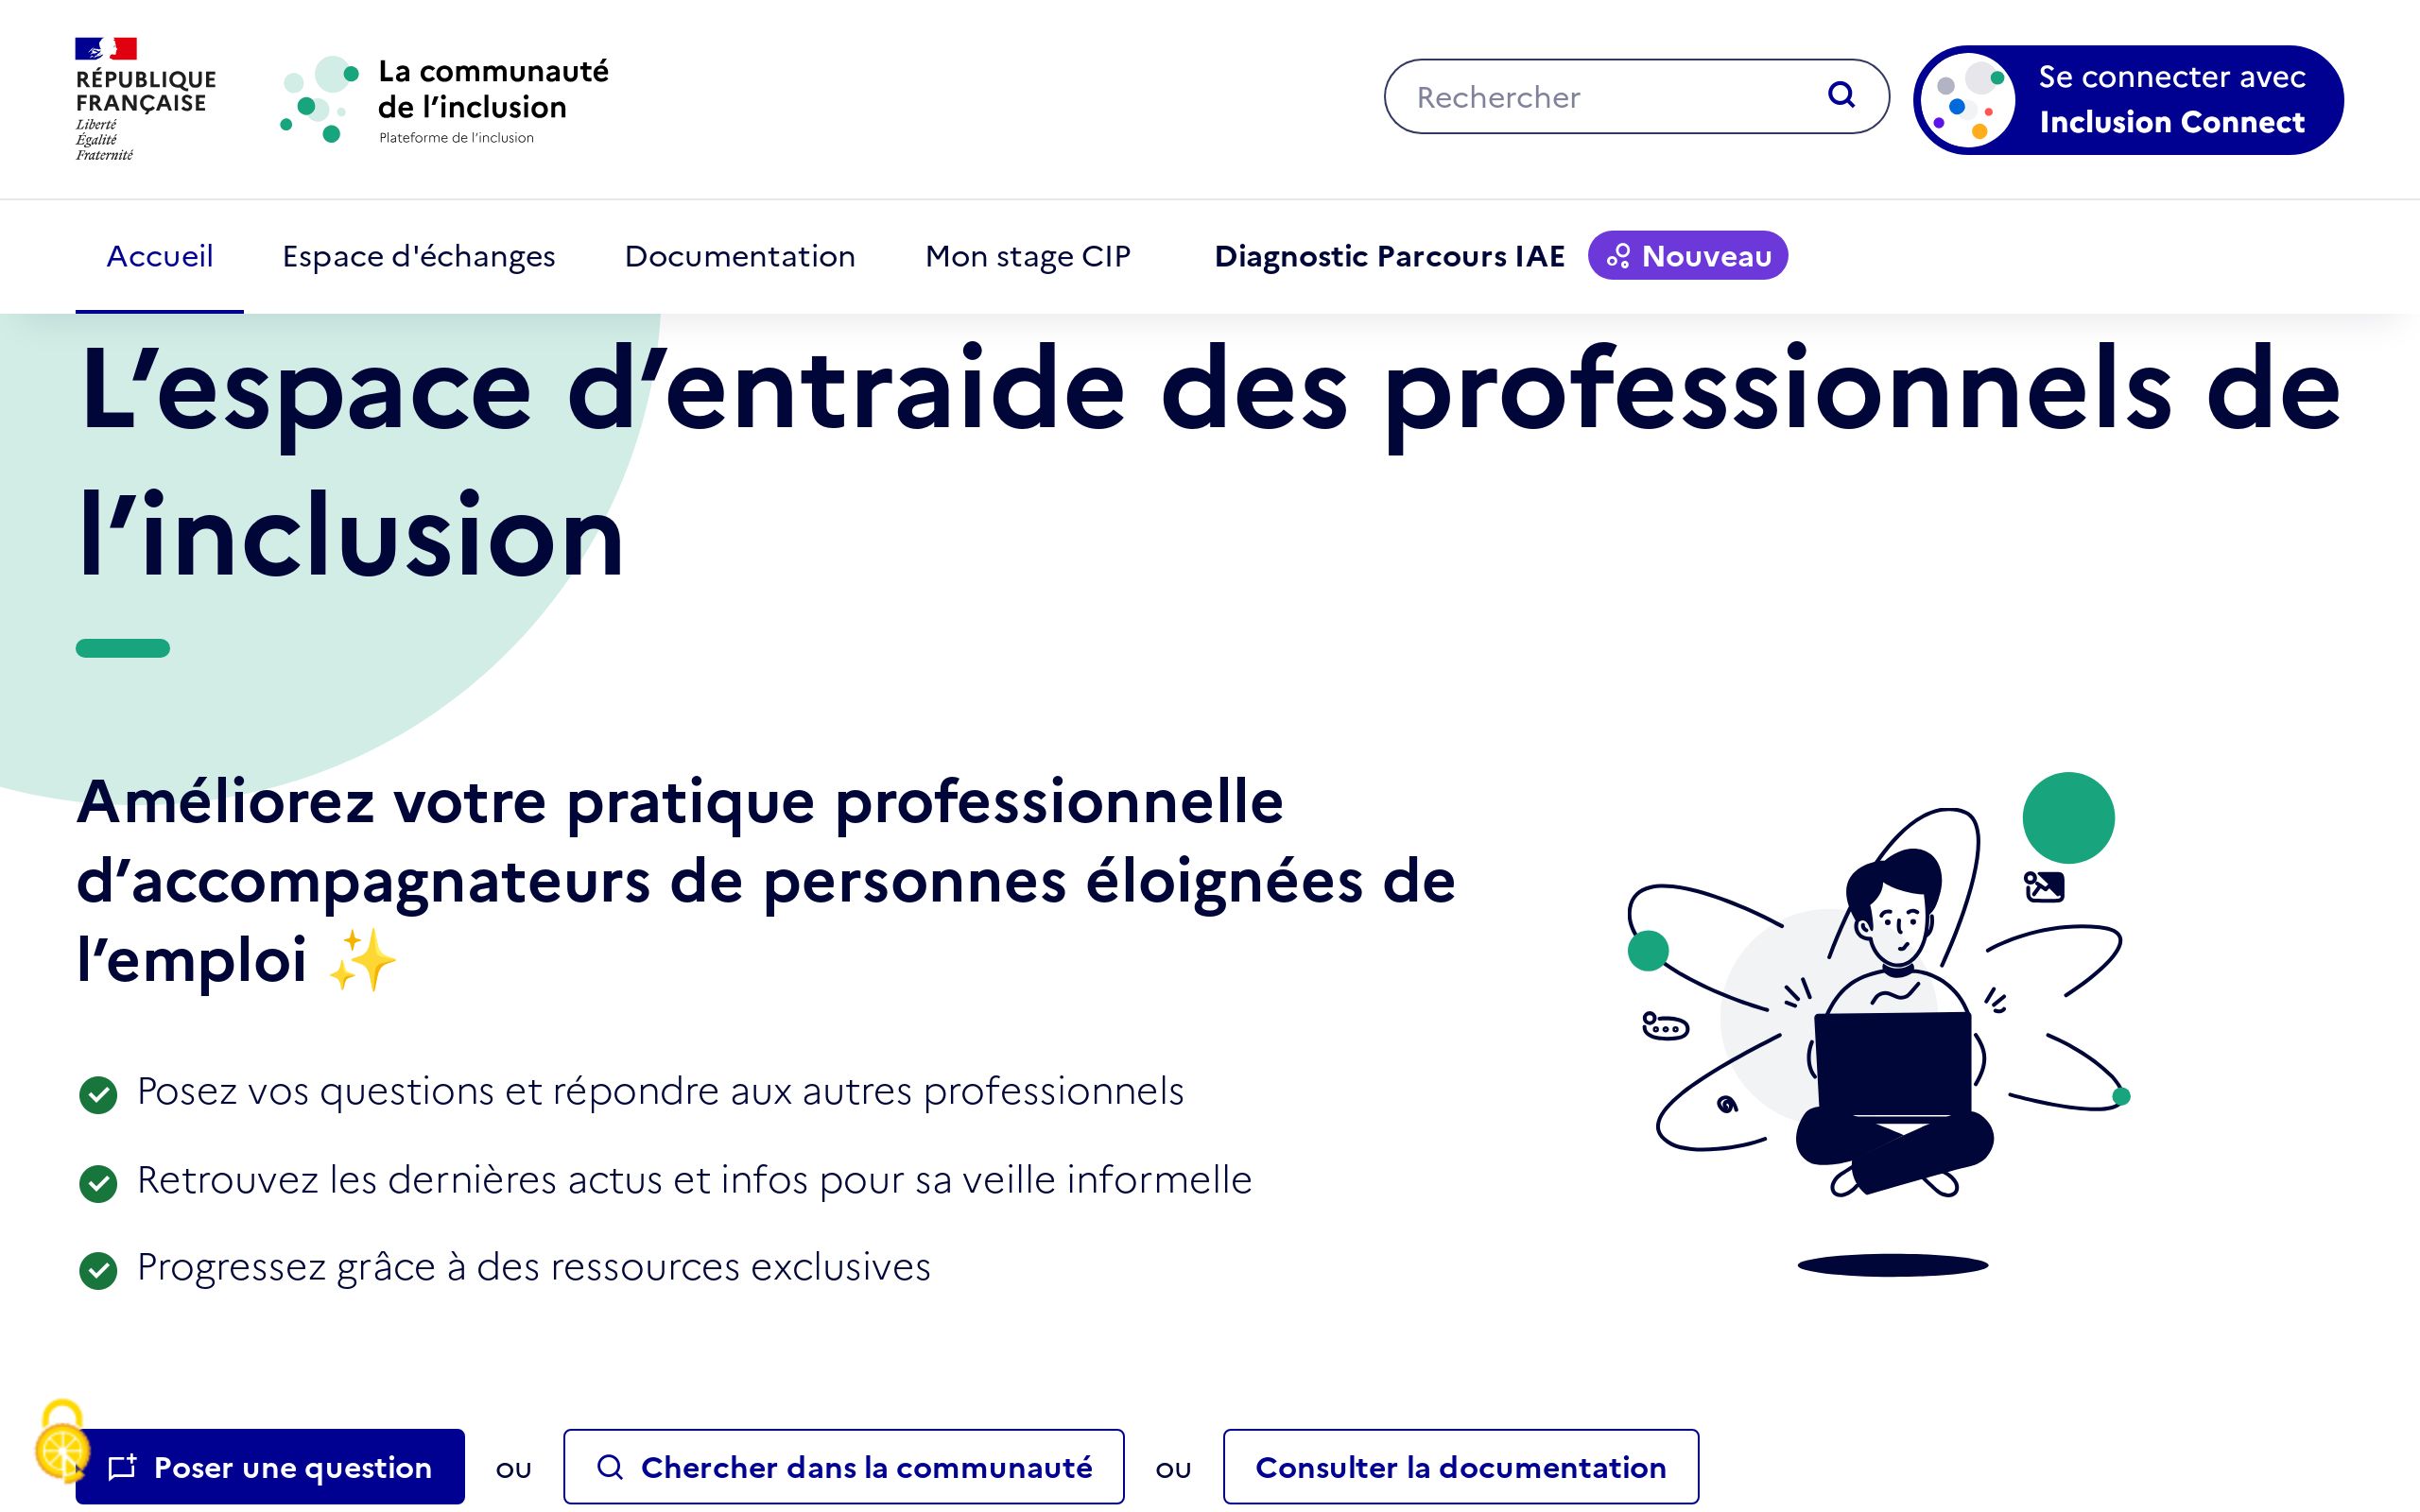 RÉPUBLIQUE
FRANÇAISE
Liberté
Égalité
Fraternité
La communauté
de l’inclusion
Plateforme de l’inclusion
Rechercher
Se connecter avec
Inclusion Connect
Accueil
Espace d'échanges
Documentation
Mon stage CIP
Diagnostic Parcours IAE
Nouveau
L’espace d’entraide des professionnels de
l’inclusion
Améliorez votre pratique professionnelle
d’accompagnateurs de personnes éloignées de
l’emploi ✨
Posez vos questions et répondre aux autres professionnels
Retrouvez les dernières actus et infos pour sa veille informelle
Progressez grâce à des ressources exclusives
Poser une question
ou
Chercher dans la communauté
ou
Consulter la documentation